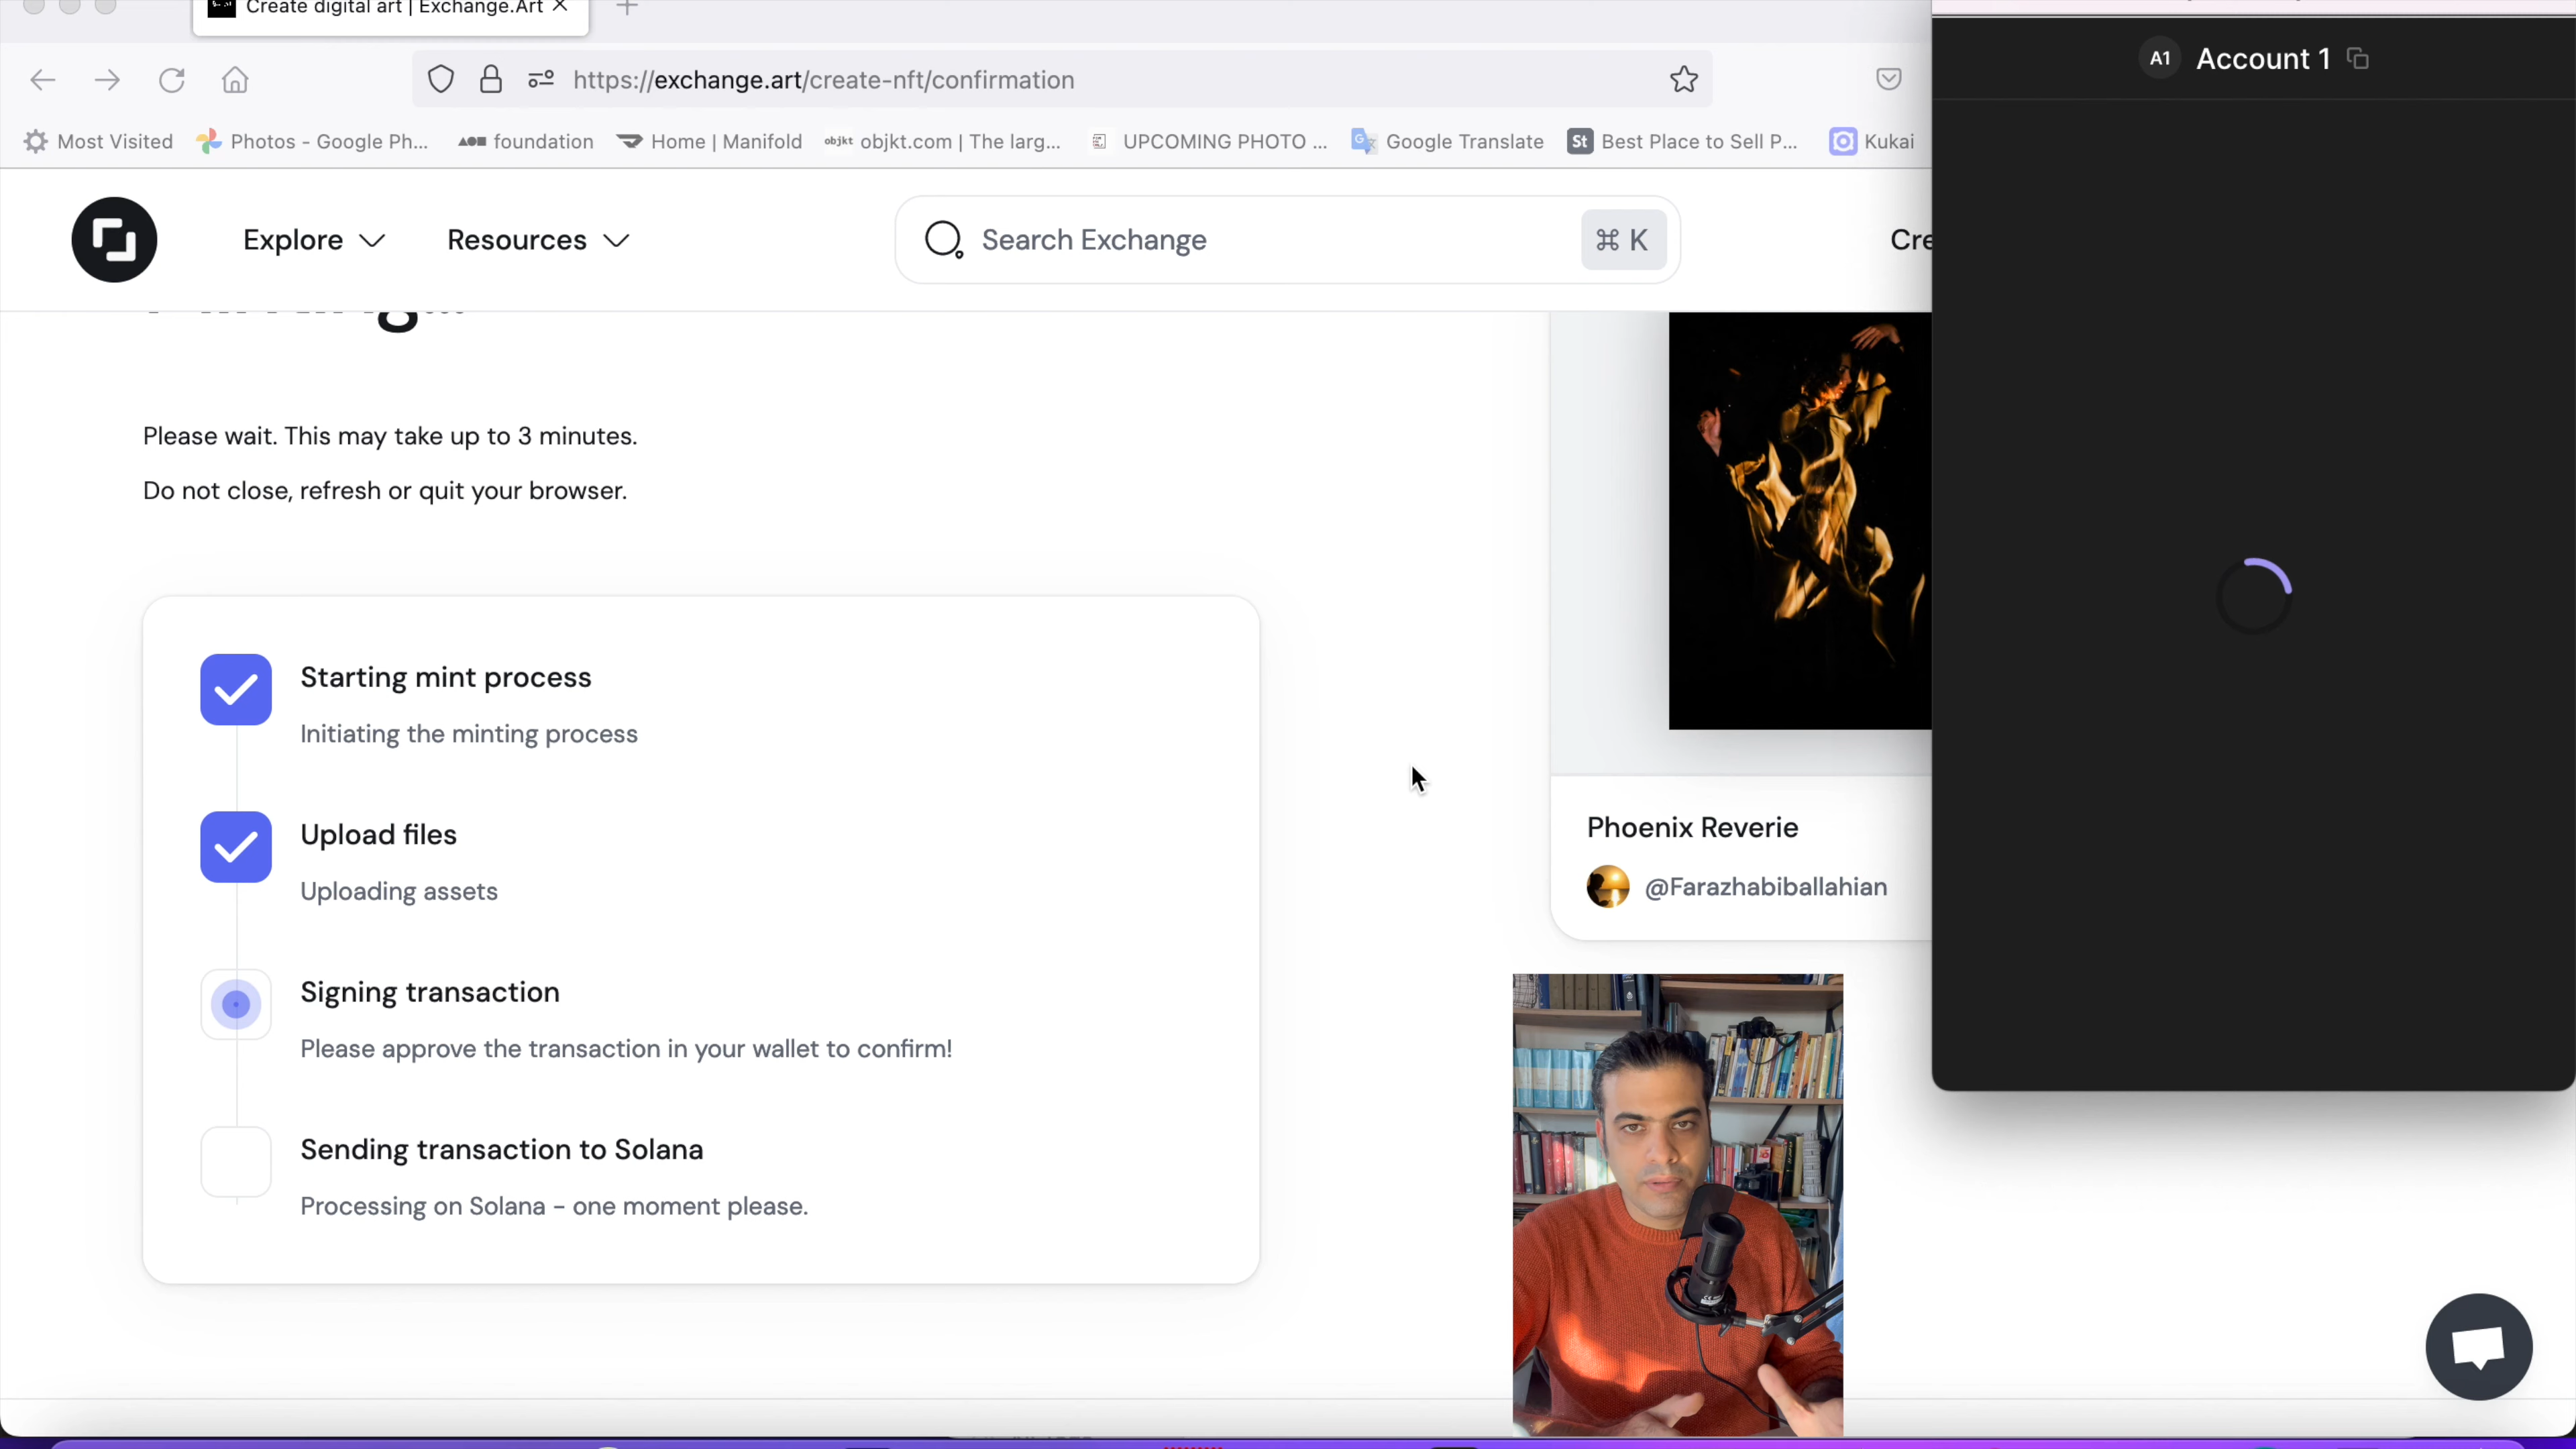 Create digital art | Exchange.Art
https://exchange.art/create-nft/confirmation
Most Visited
Photos - Google Ph...
foundation
Home | Manifold
objkt objkt.com | The larg...
UPCOMING PHOTO ...
Google Translate
St Best Place to Sell P...
Kukai
Explore
Resources
Search Exchange
⌘ K
Cre
Please wait. This may take up to 3 minutes.
Do not close, refresh or quit your browser.
Starting mint process
Initiating the minting process
Upload files
Uploading assets
Signing transaction
Please approve the transaction in your wallet to confirm!
Sending transaction to Solana
Processing on Solana - one moment please.
Phoenix Reverie
@Farazhabiballahian
A1 Account 1